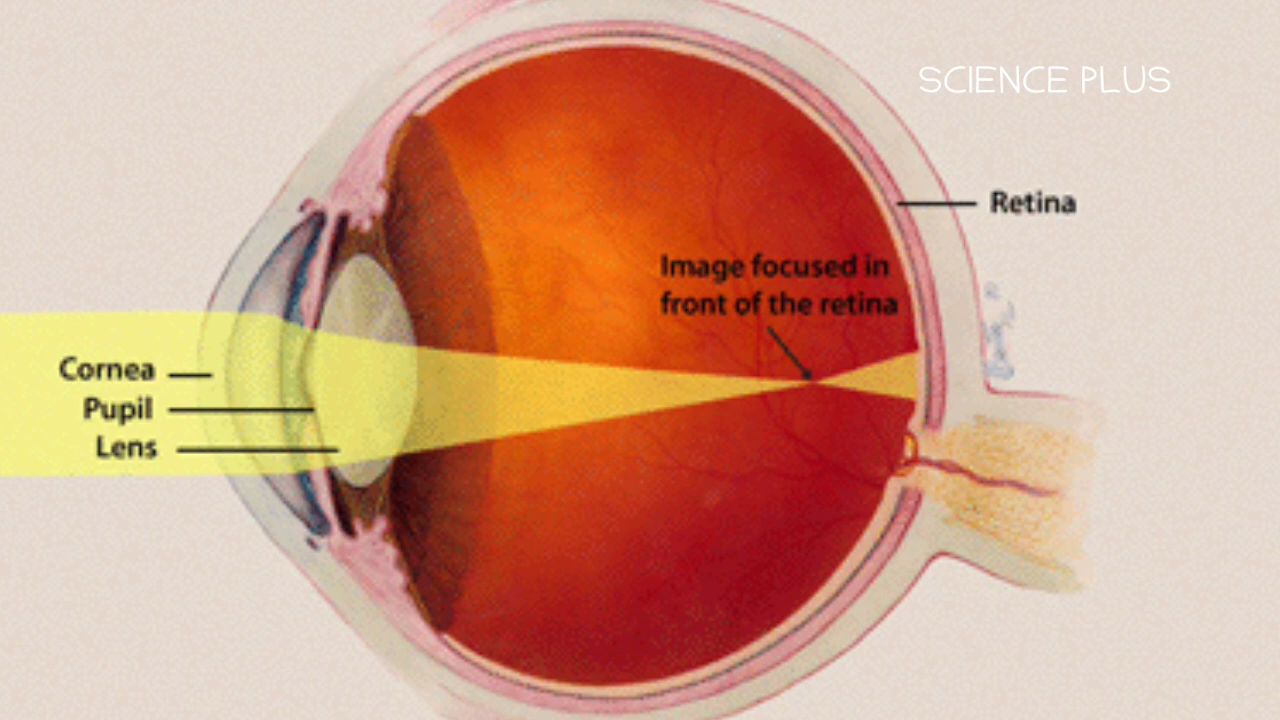 SCIENCE PLUS
Retina
Image focused in
front of the retina
Cornea
Pupil
Lens